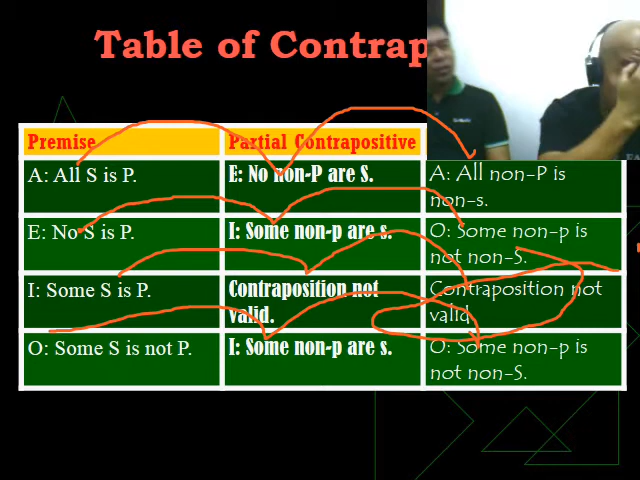 Table of Contrap
Premise
Partial Contrapositive
A: All S is P.
E: No non-P are S.
A: All non-P is
non-s.
E: No S is P.
I: Some non-p are s.
O: Some non-p is
not non-S.
I: Some S is P.
Contraposition not
Valid.
Contraposition not
valid
O: Some S is not P.
I: Some non-p are s.
O: Some non-p is
not non-S.